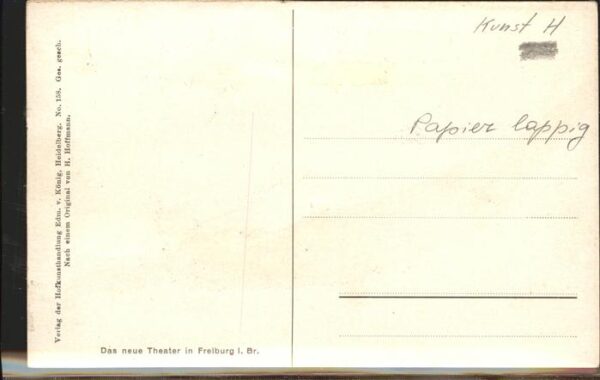 Verlag der Hofkunsthandlung Edm. v. König, Heidelberg. No. 158. Ges. gesch.
Nach einem Original von H. Hoffmann.
Das neue Theater in Freiburg i. Br.
Kunst H
Papier lappig